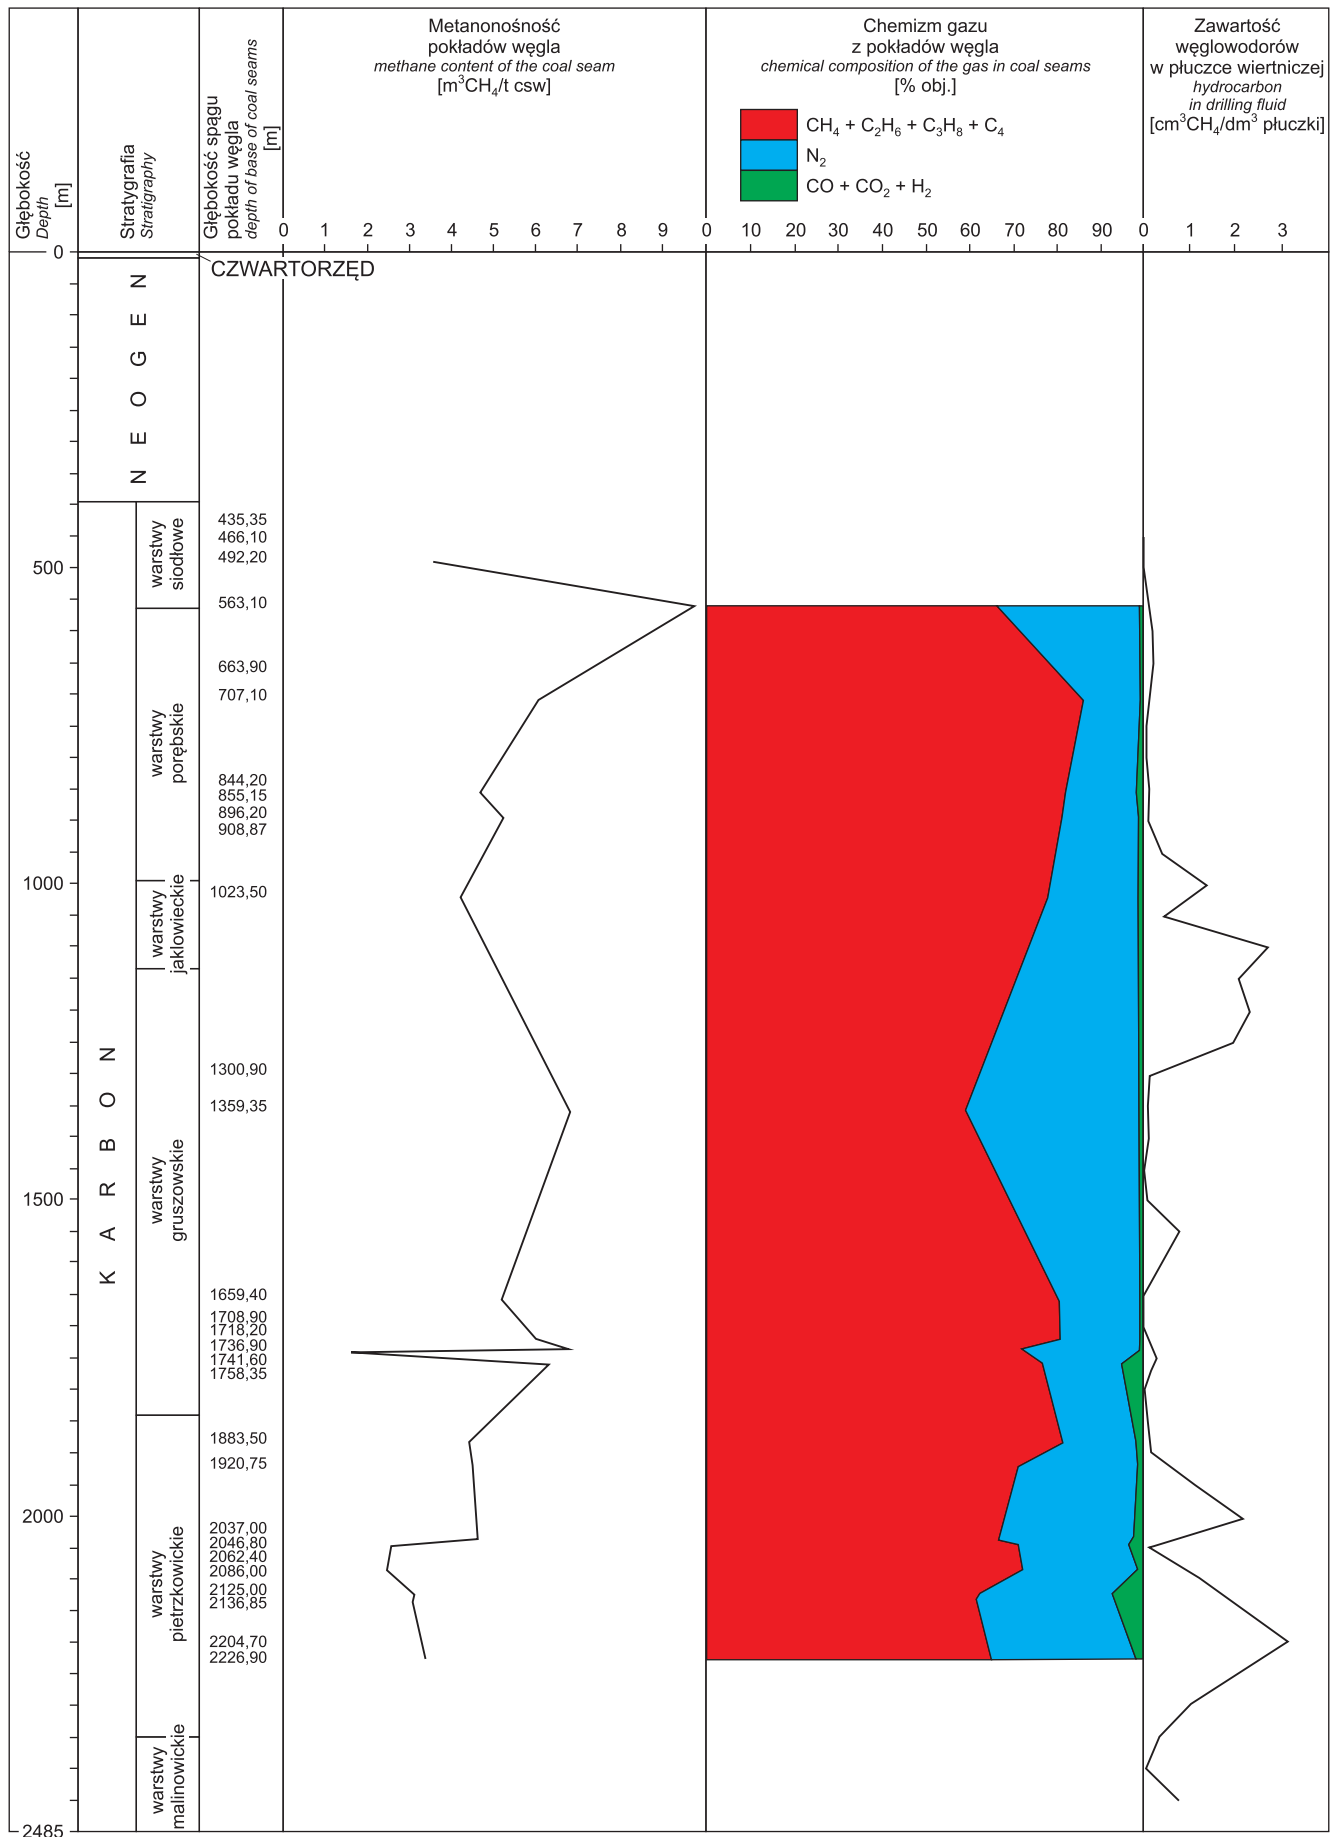 Głębokość
Depth
[m]
Stratygrafia
Stratigraphy
Głębokość spągu
pokładu węgla
depth of base of coal seams
[m]
Metanonośność
pokładów węgla
methane content of the coal seam
[m³CH₄/t csw]
Chemizm gazu
z pokładów węgla
chemical composition of the gas in coal seams
[% obj.]
CH₄ + C₂H₆ + C₃H₈ + C₄
N₂
CO + CO₂ + H₂
Zawartość
węglowodorów
w płuczce wiertniczej
hydrocarbon
in drilling fluid
[cm³CH₄/dm³ płuczki]
0 1 2 3 4 5 6 7 8 9
0 10 20 30 40 50 60 70 80 90
0 1 2 3
0
500
1000
1500
2000
2485
CZWARTORZĘD
NEOGEN
KARBON
warstwy
siodłowe
warstwy
porębskie
warstwy
jaklowieckie
warstwy
gruszowskie
warstwy
pietrzkowickie
warstwy
malinowickie
435,35
466,10
492,20
563,10
663,90
707,10
844,20
855,15
896,20
908,87
1023,50
1300,90
1359,35
1659,40
1708,90
1718,20
1736,90
1741,60
1758,35
1883,50
1920,75
2037,00
2046,80
2062,40
2086,00
2125,00
2136,85
2204,70
2226,90